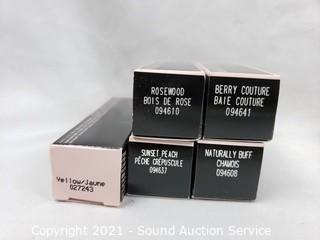 ROSEWOOD
BOIS DE ROSE
094610
BERRY COUTURE
BAIE COUTURE
094641
Yellow/Jaune
027243
SUNSET PEACH
PÊCHE CRÉPUSCULE
094637
NATURALLY BUFF
CHAMOIS
094608
Copyright 2021 - Sound Auction Service